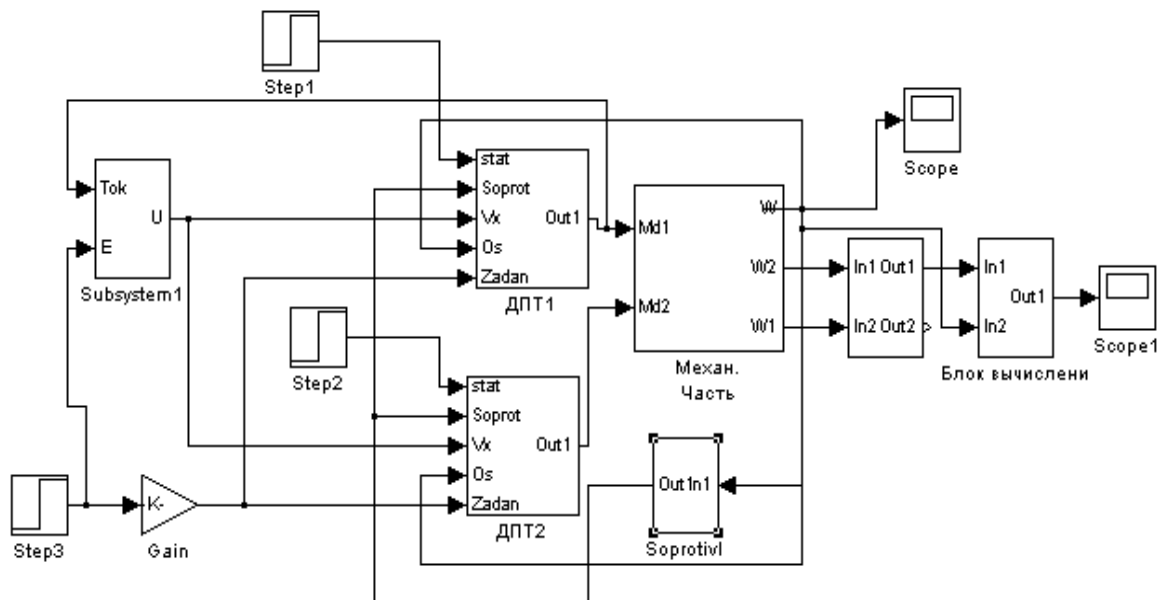 Step1
Scope
Tok
E
U
Subsystem1
stat
Soprot
Vx
Os
Zadan
Out1
ДПТ1
Md1
Md2
W
W2
W1
Механ.
Часть
In1 Out1
In2 Out2
In1
In2
Out1
Блок вычислени
Scope1
Step2
stat
Soprot
Vx
Os
Zadan
Out1
ДПТ2
Out1In1
Soprotivl
Step3
K-
Gain